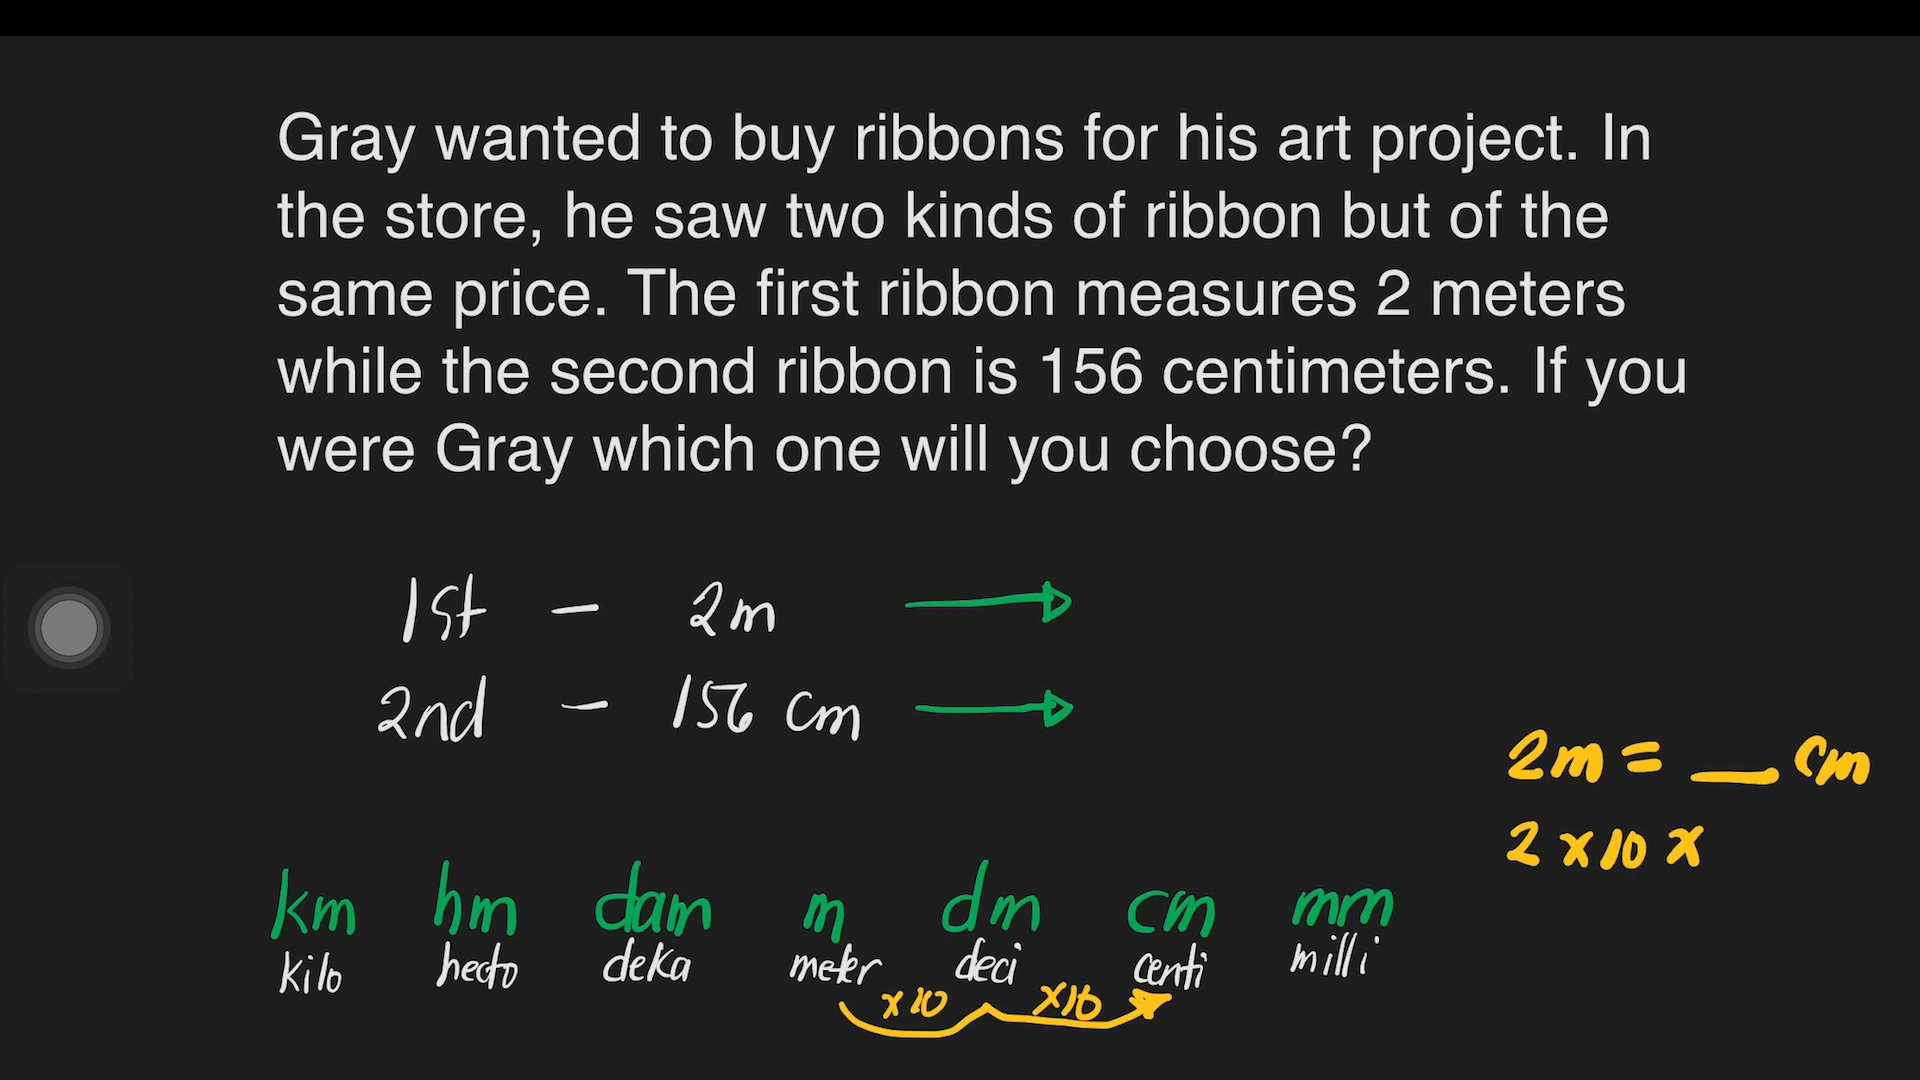 Gray wanted to buy ribbons for his art project. In
the store, he saw two kinds of ribbon but of the
same price. The first ribbon measures 2 meters
while the second ribbon is 156 centimeters. If you
were Gray which one will you choose?
1st - 2m
2nd - 156 cm
2m = __ cm
2 x 10 x
km hm dam m dm cm mm
kilo hecto deka meter deci centi milli
x10 x10